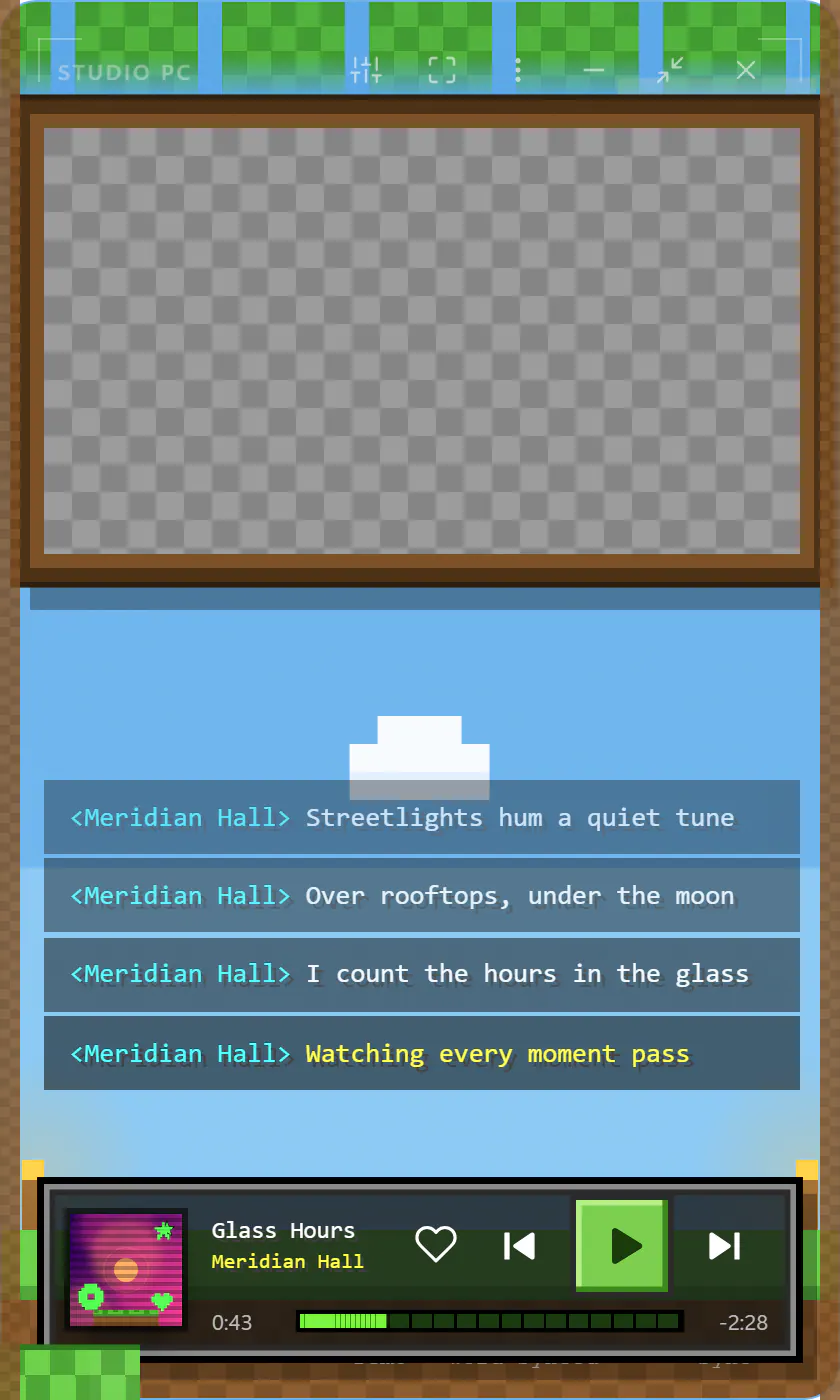 STUDIO PC
<Meridian Hall> Streetlights hum a quiet tune
<Meridian Hall> Over rooftops, under the moon
<Meridian Hall> I count the hours in the glass
<Meridian Hall> Watching every moment pass
Glass Hours
Meridian Hall
0:43
-2:28